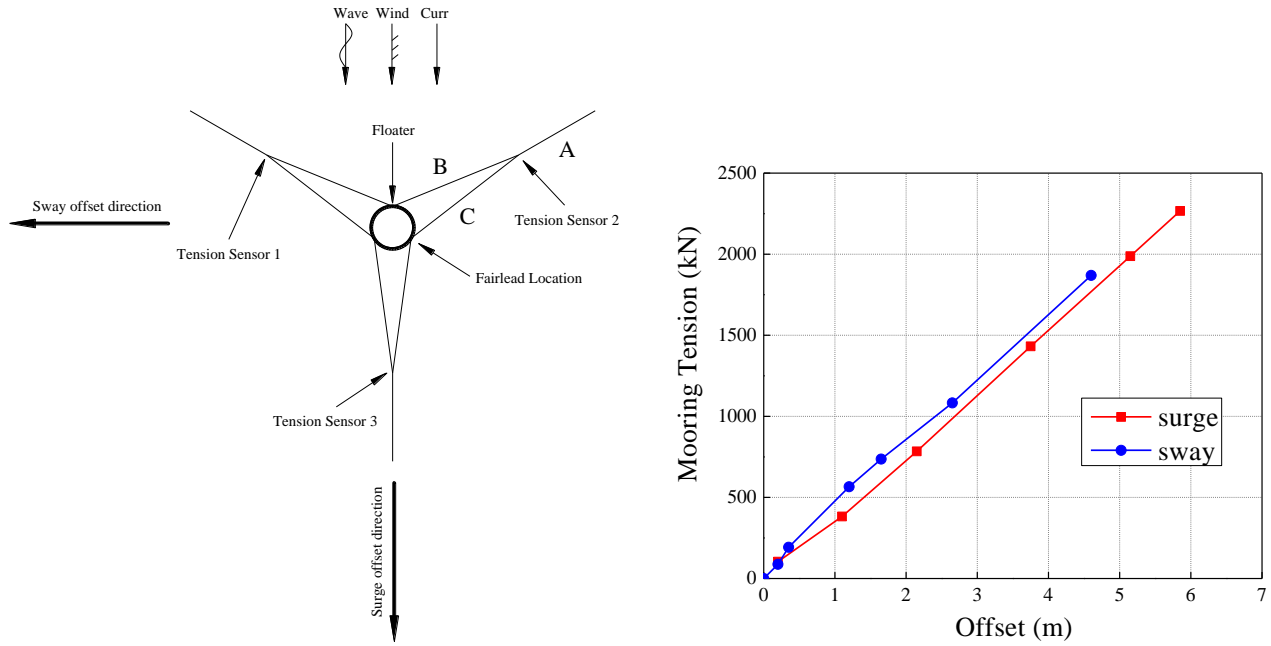 Wave Wind Curr
Floater
A
B
C
Sway offset direction
Tension Sensor 1
Tension Sensor 2
Fairlead Location
Tension Sensor 3
Surge offset direction
Mooring Tension (kN)
2500
2000
1500
1000
500
0
surge
sway
0 1 2 3 4 5 6 7
Offset (m)